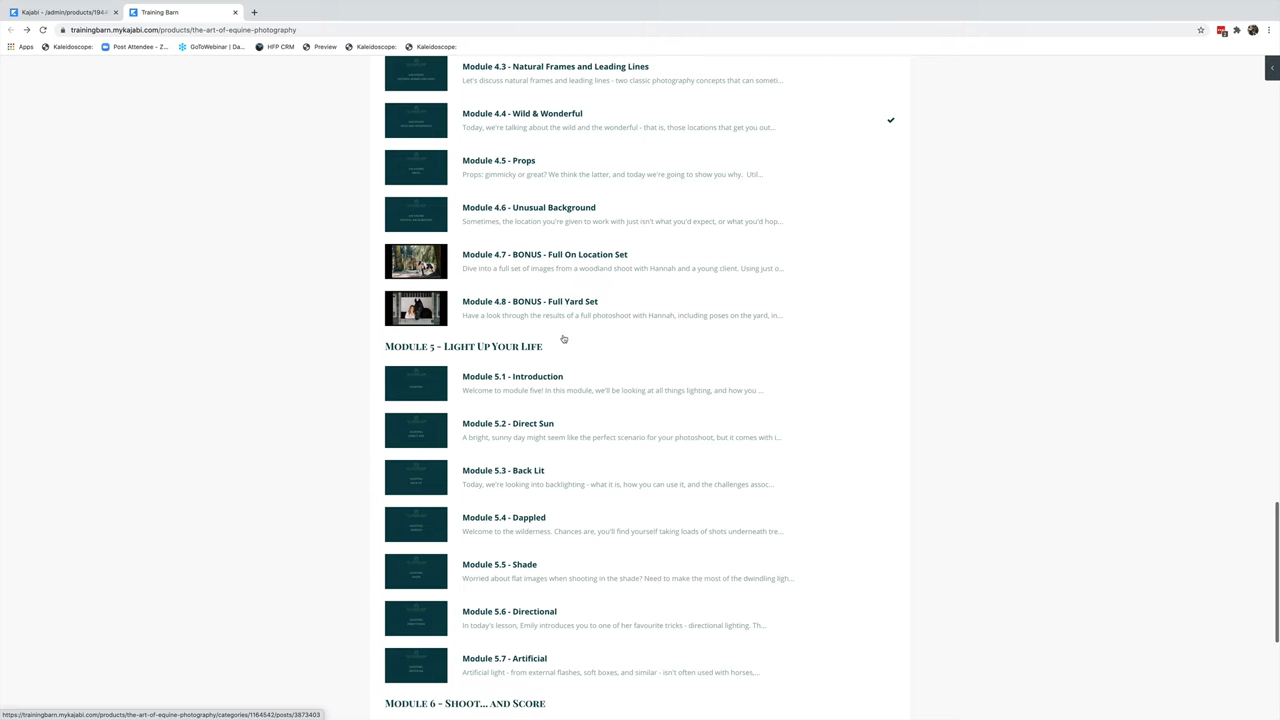 Kajabi - /admin/products/1944
Training Barn
trainingbarn.mykajabi.com/products/the-art-of-equine-photography
Apps Kaleidoscope: Post Attendee - Z... GoToWebinar | Da... HFP CRM Preview Kaleidoscope: Kaleidoscope:
Module 4.3 - Natural Frames and Leading Lines
Let's discuss natural frames and leading lines - two classic photography concepts that can someti...
Module 4.4 - Wild & Wonderful
Today, we're talking about the wild and the wonderful - that is, those locations that get you out...
Module 4.5 - Props
Props: gimmicky or great? We think the latter, and today we're going to show you why. Util...
Module 4.6 - Unusual Background
Sometimes, the location you're given to work with just isn't what you'd expect, or what you'd hop...
Module 4.7 - BONUS - Full On Location Set
Dive into a full set of images from a woodland shoot with Hannah and a young client. Using just o...
Module 4.8 - BONUS - Full Yard Set
Have a look through the results of a full photoshoot with Hannah, including poses on the yard, in...
Module 5 - Light Up Your Life
Module 5.1 - Introduction
Welcome to module five! In this module, we'll be looking at all things lighting, and how you ...
Module 5.2 - Direct Sun
A bright, sunny day might seem like the perfect scenario for your photoshoot, but it comes with i...
Module 5.3 - Back Lit
Today, we're looking into backlighting - what it is, how you can use it, and the challenges assoc...
Module 5.4 - Dappled
Welcome to the wilderness. Chances are, you'll find yourself taking loads of shots underneath tre...
Module 5.5 - Shade
Worried about flat images when shooting in the shade? Need to make the most of the dwindling ligh...
Module 5.6 - Directional
In today's lesson, Emily introduces you to one of her favourite tricks - directional lighting. Th...
Module 5.7 - Artificial
Artificial light - from external flashes, soft boxes, and similar - isn't often used with horses,...
Module 6 - Shoot... and Score
https://trainingbarn.mykajabi.com/products/the-art-of-equine-photography/categories/1164542/posts/3873403